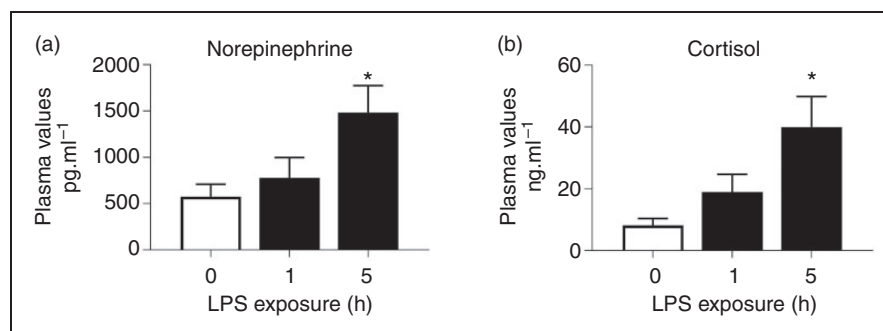 (a)
Norepinephrine
2000
1500
1000
500
0
Plasma values
pg.ml⁻¹
*
0 1 5
LPS exposure (h)
(b)
Cortisol
60
40
20
0
Plasma values
ng.ml⁻¹
*
0 1 5
LPS exposure (h)